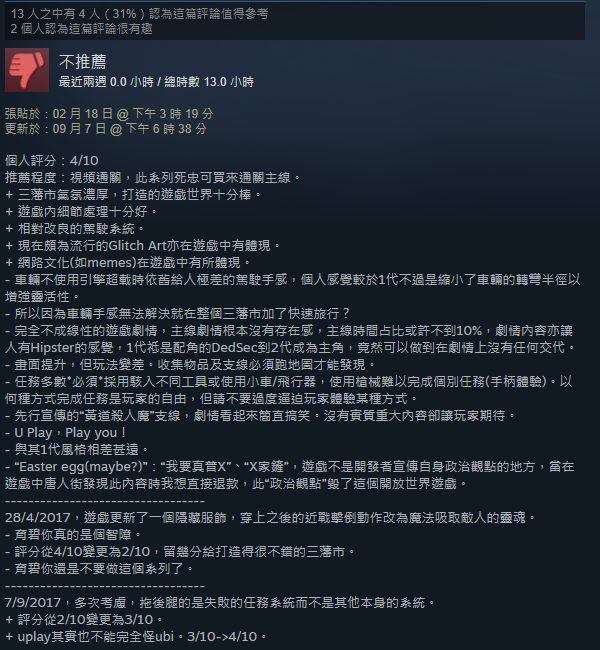 13 人之中有 4 人（31%）認為這篇評論值得參考
2 個人認為這篇評論很有趣
不推薦
最近兩週 0.0 小時 / 總時數 13.0 小時
張貼於：02 月 18 日 @ 下午 3 時 19 分
更新於：09 月 7 日 @ 下午 6 時 38 分
個人評分：4/10
推薦程度：視頻通關，此系列死忠可買來通關主線。
+ 三藩市氣氛濃厚，打造的遊戲世界十分棒。
+ 遊戲內細節處理十分好。
+ 相對改良的駕駛系統。
+ 現在頗為流行的Glitch Art亦在遊戲中有體現。
+ 網路文化(如memes)在遊戲中有所體現。
- 車輛不使用引擎超載時依舊給人極差的駕駛手感，個人感覺較於1代不過是縮小了車輛的轉彎半徑以
增強靈活性。
- 所以因為車輛手感無法解決就在整個三藩市加了快速旅行？
- 完全不成線性的遊戲劇情，主線劇情根本沒有存在感，主線時間占比或許不到10%，劇情內容亦讓
人有Hipster的感覺，1代祗是配角的DedSec到2代成為主角，竟然可以做到在劇情上沒有任何交代。
- 畫面提升，但玩法變差。收集物品及支線必須跑地圖才能發現。
- 任務多數*必須*採用駭入不同工具或使用小車/飛行器，使用槍械難以完成個別任務(手柄體驗)。以
何種方式完成任務是玩家的自由，但請不要過度逼迫玩家體驗某種方式。
- 先行宣傳的“黃道殺人魔”支線，劇情看起來簡直搞笑。沒有實質重大內容卻讓玩家期待。
- U Play，Play you！
- 與其1代風格相差甚遠。
- “Easter egg(maybe?)”：“我要真普X”、“X家鏟”，遊戲不是開發者宣傳自身政治觀點的地方，當在
遊戲中唐人街發現此內容時我想直接退款，此“政治觀點”毀了這個開放世界遊戲。
----------------------------------
28/4/2017，遊戲更新了一個隱藏服飾，穿上之後的近戰擊倒動作改為魔法吸取敵人的靈魂。
- 育碧你真的是個智障。
- 評分從4/10變更為2/10，留幾分給打造得很不錯的三藩市。
- 育碧你還是不要做這個系列了。
----------------------------------
7/9/2017，多次考慮，拖後腿的是失敗的任務系統而不是其他本身的系統。
+ 評分從2/10變更為3/10。
+ uplay其實也不能完全怪ubi。3/10->4/10。